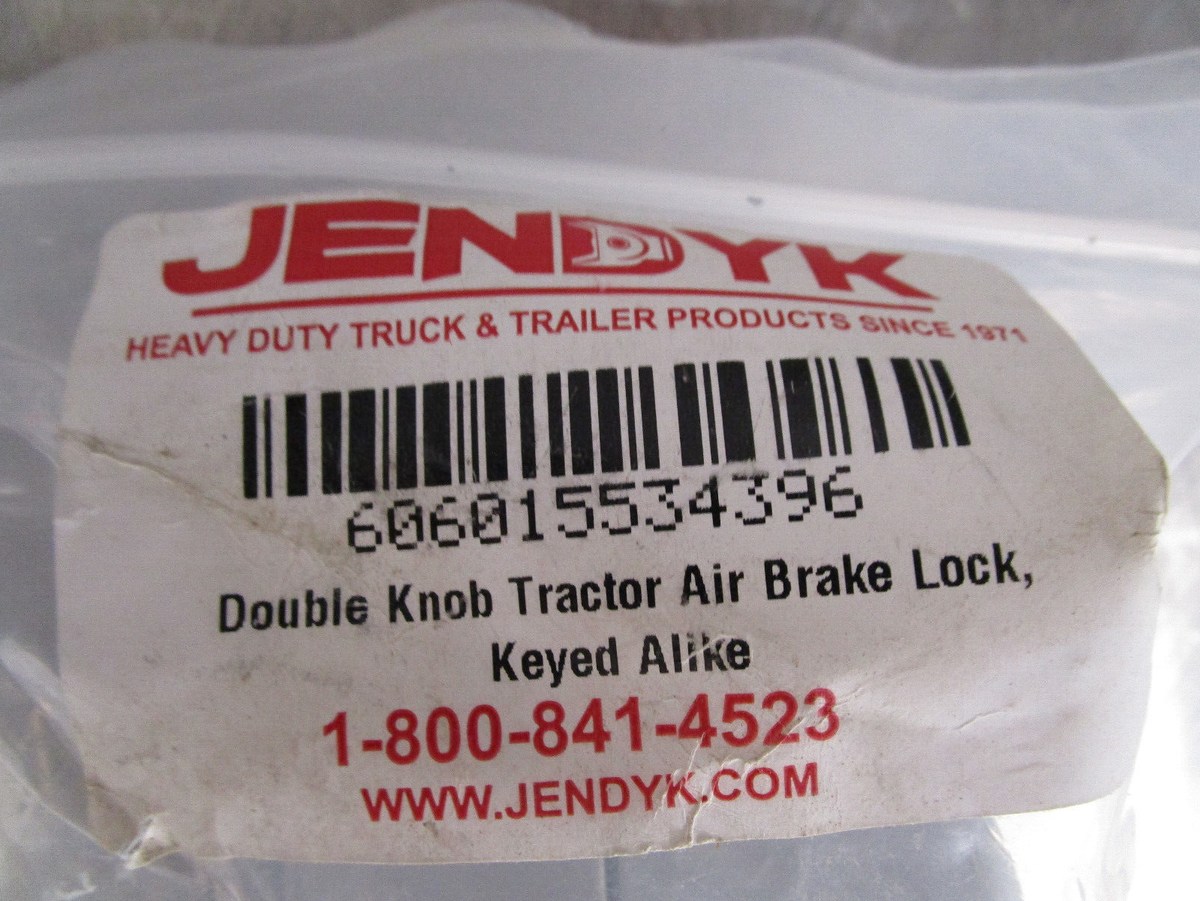 JENDYK
HEAVY DUTY TRUCK & TRAILER PRODUCTS SINCE 1971
606015534396
Double Knob Tractor Air Brake Lock,
Keyed Alike
1-800-841-4523
WWW.JENDYK.COM